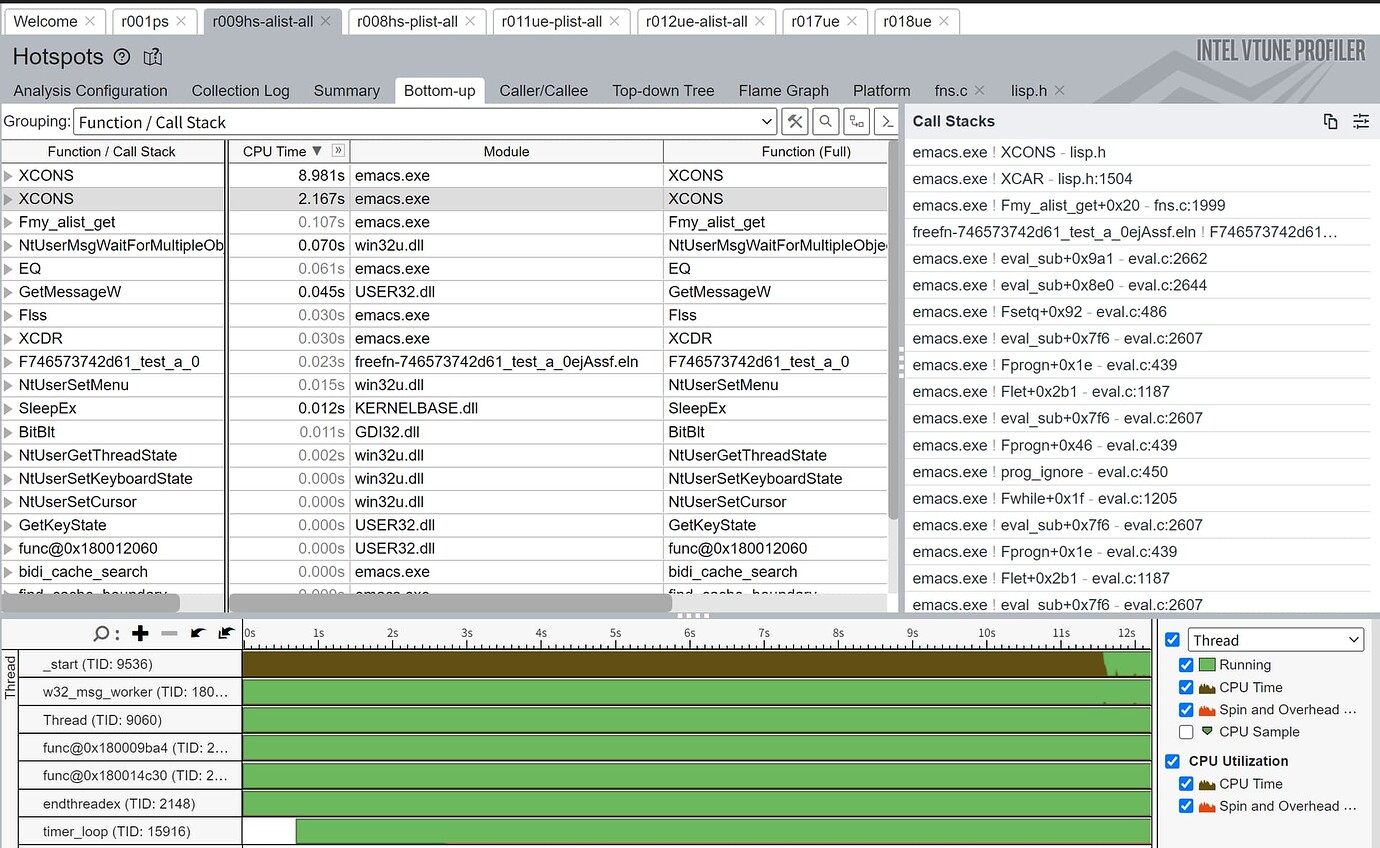 Welcome r001ps r009hs-alist-all r008hs-plist-all r011ue-plist-all r012ue-alist-all r017ue r018ue
Hotspots
INTEL VTUNE PROFILER
Analysis Configuration Collection Log Summary Bottom-up Caller/Callee Top-down Tree Flame Graph Platform fns.c lisp.h
Grouping: Function / Call Stack
Function / Call Stack CPU Time Module Function (Full)
XCONS 8.981s emacs.exe XCONS
XCONS 2.167s emacs.exe XCONS
Fmy_alist_get 0.107s emacs.exe Fmy_alist_get
NtUserMsgWaitForMultipleOb 0.070s win32u.dll NtUserMsgWaitForMultipleObje
EQ 0.061s emacs.exe EQ
GetMessageW 0.045s USER32.dll GetMessageW
Flss 0.030s emacs.exe Flss
XCDR 0.030s emacs.exe XCDR
F746573742d61_test_a_0 0.023s freefn-746573742d61_test_a_0ejAssf.eln F746573742d61_test_a_0
NtUserSetMenu 0.015s win32u.dll NtUserSetMenu
SleepEx 0.012s KERNELBASE.dll SleepEx
BitBlt 0.011s GDI32.dll BitBlt
NtUserGetThreadState 0.002s win32u.dll NtUserGetThreadState
NtUserSetKeyboardState 0.000s win32u.dll NtUserSetKeyboardState
NtUserSetCursor 0.000s win32u.dll NtUserSetCursor
GetKeyState 0.000s USER32.dll GetKeyState
func@0x180012060 0.000s USER32.dll func@0x180012060
bidi_cache_search 0.000s emacs.exe bidi_cache_search
Call Stacks
emacs.exe ! XCONS - lisp.h
emacs.exe ! XCAR - lisp.h:1504
emacs.exe ! Fmy_alist_get+0x20 - fns.c:1999
freefn-746573742d61_test_a_0ejAssf.eln ! F746573742d61…
emacs.exe ! eval_sub+0x9a1 - eval.c:2662
emacs.exe ! eval_sub+0x8e0 - eval.c:2644
emacs.exe ! Fsetq+0x92 - eval.c:486
emacs.exe ! eval_sub+0x7f6 - eval.c:2607
emacs.exe ! Fprogn+0x1e - eval.c:439
emacs.exe ! Flet+0x2b1 - eval.c:1187
emacs.exe ! eval_sub+0x7f6 - eval.c:2607
emacs.exe ! Fprogn+0x46 - eval.c:439
emacs.exe ! prog_ignore - eval.c:450
emacs.exe ! Fwhile+0x1f - eval.c:1205
emacs.exe ! eval_sub+0x7f6 - eval.c:2607
emacs.exe ! Fprogn+0x1e - eval.c:439
emacs.exe ! Flet+0x2b1 - eval.c:1187
emacs.exe ! eval_sub+0x7f6 - eval.c:2607
0s 1s 2s 3s 4s 5s 6s 7s 8s 9s 10s 11s 12s
Thread
_start (TID: 9536)
w32_msg_worker (TID: 180…
Thread (TID: 9060)
func@0x180009ba4 (TID: 2…
func@0x180014c30 (TID: 2…
endthreadex (TID: 2148)
timer_loop (TID: 15916)
Thread
Running
CPU Time
Spin and Overhead …
CPU Sample
CPU Utilization
CPU Time
Spin and Overhead …